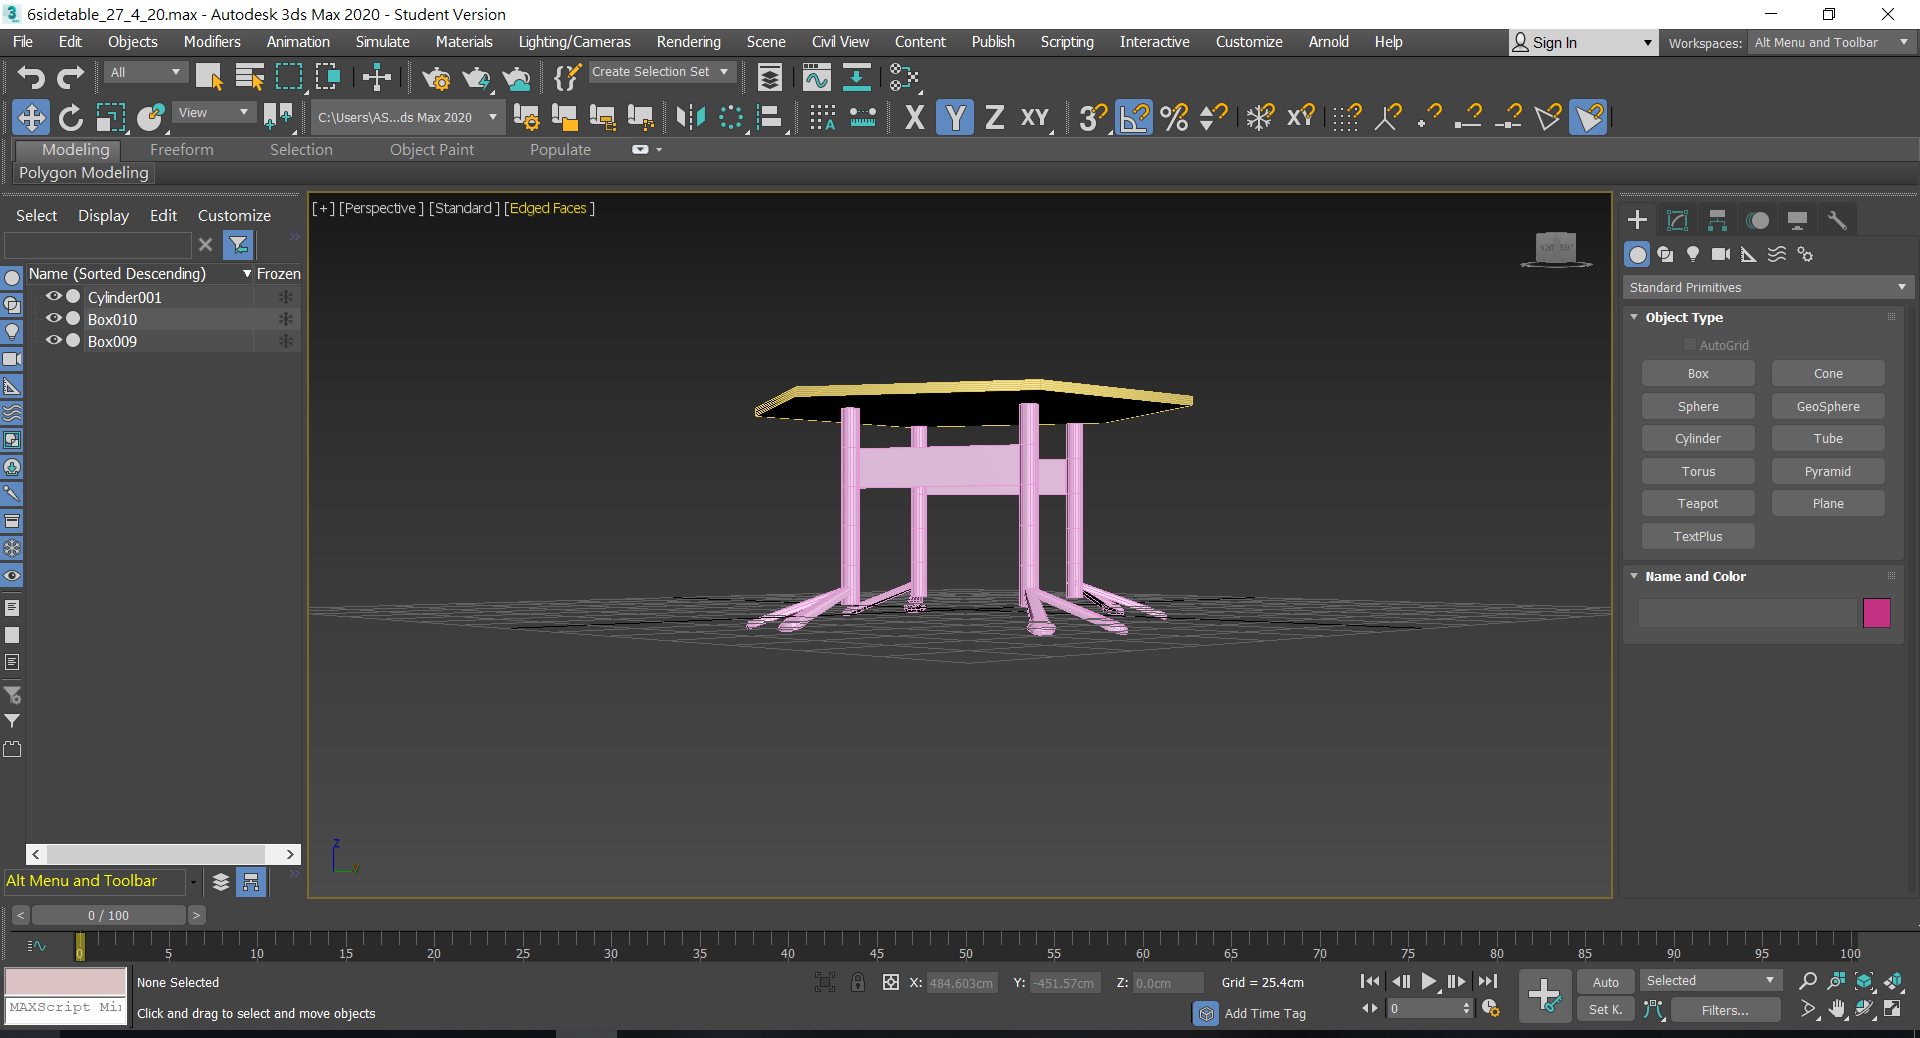 6sidetable_27_4_20.max - Autodesk 3ds Max 2020 - Student Version
File Edit Objects Modifiers Animation Simulate Materials Lighting/Cameras Rendering Scene Civil View Content Publish Scripting Interactive Customize Arnold Help Sign In Workspaces: Alt Menu and Toolbar
All Create Selection Set
View C:\Users\AS...ds Max 2020 X Y Z XY 3
Modeling Freeform Selection Object Paint Populate
Polygon Modeling
Select Display Edit Customize
[+] [Perspective ] [Standard ] [Edged Faces ]
Name (Sorted Descending) Frozen
Cylinder001
Box010
Box009
Standard Primitives
Object Type
AutoGrid
Box Cone
Sphere GeoSphere
Cylinder Tube
Torus Pyramid
Teapot Plane
TextPlus
Name and Color
z
Alt Menu and Toolbar
< 0 / 100 >
0 5 10 15 20 25 30 35 40 45 50 55 60 65 70 75 80 85 90 95 100
None Selected X: 484.603cm Y: -451.57cm Z: 0.0cm Grid = 25.4cm Auto Selected
MAXScript Mi
Click and drag to select and move objects Add Time Tag 0 Set K. Filters...